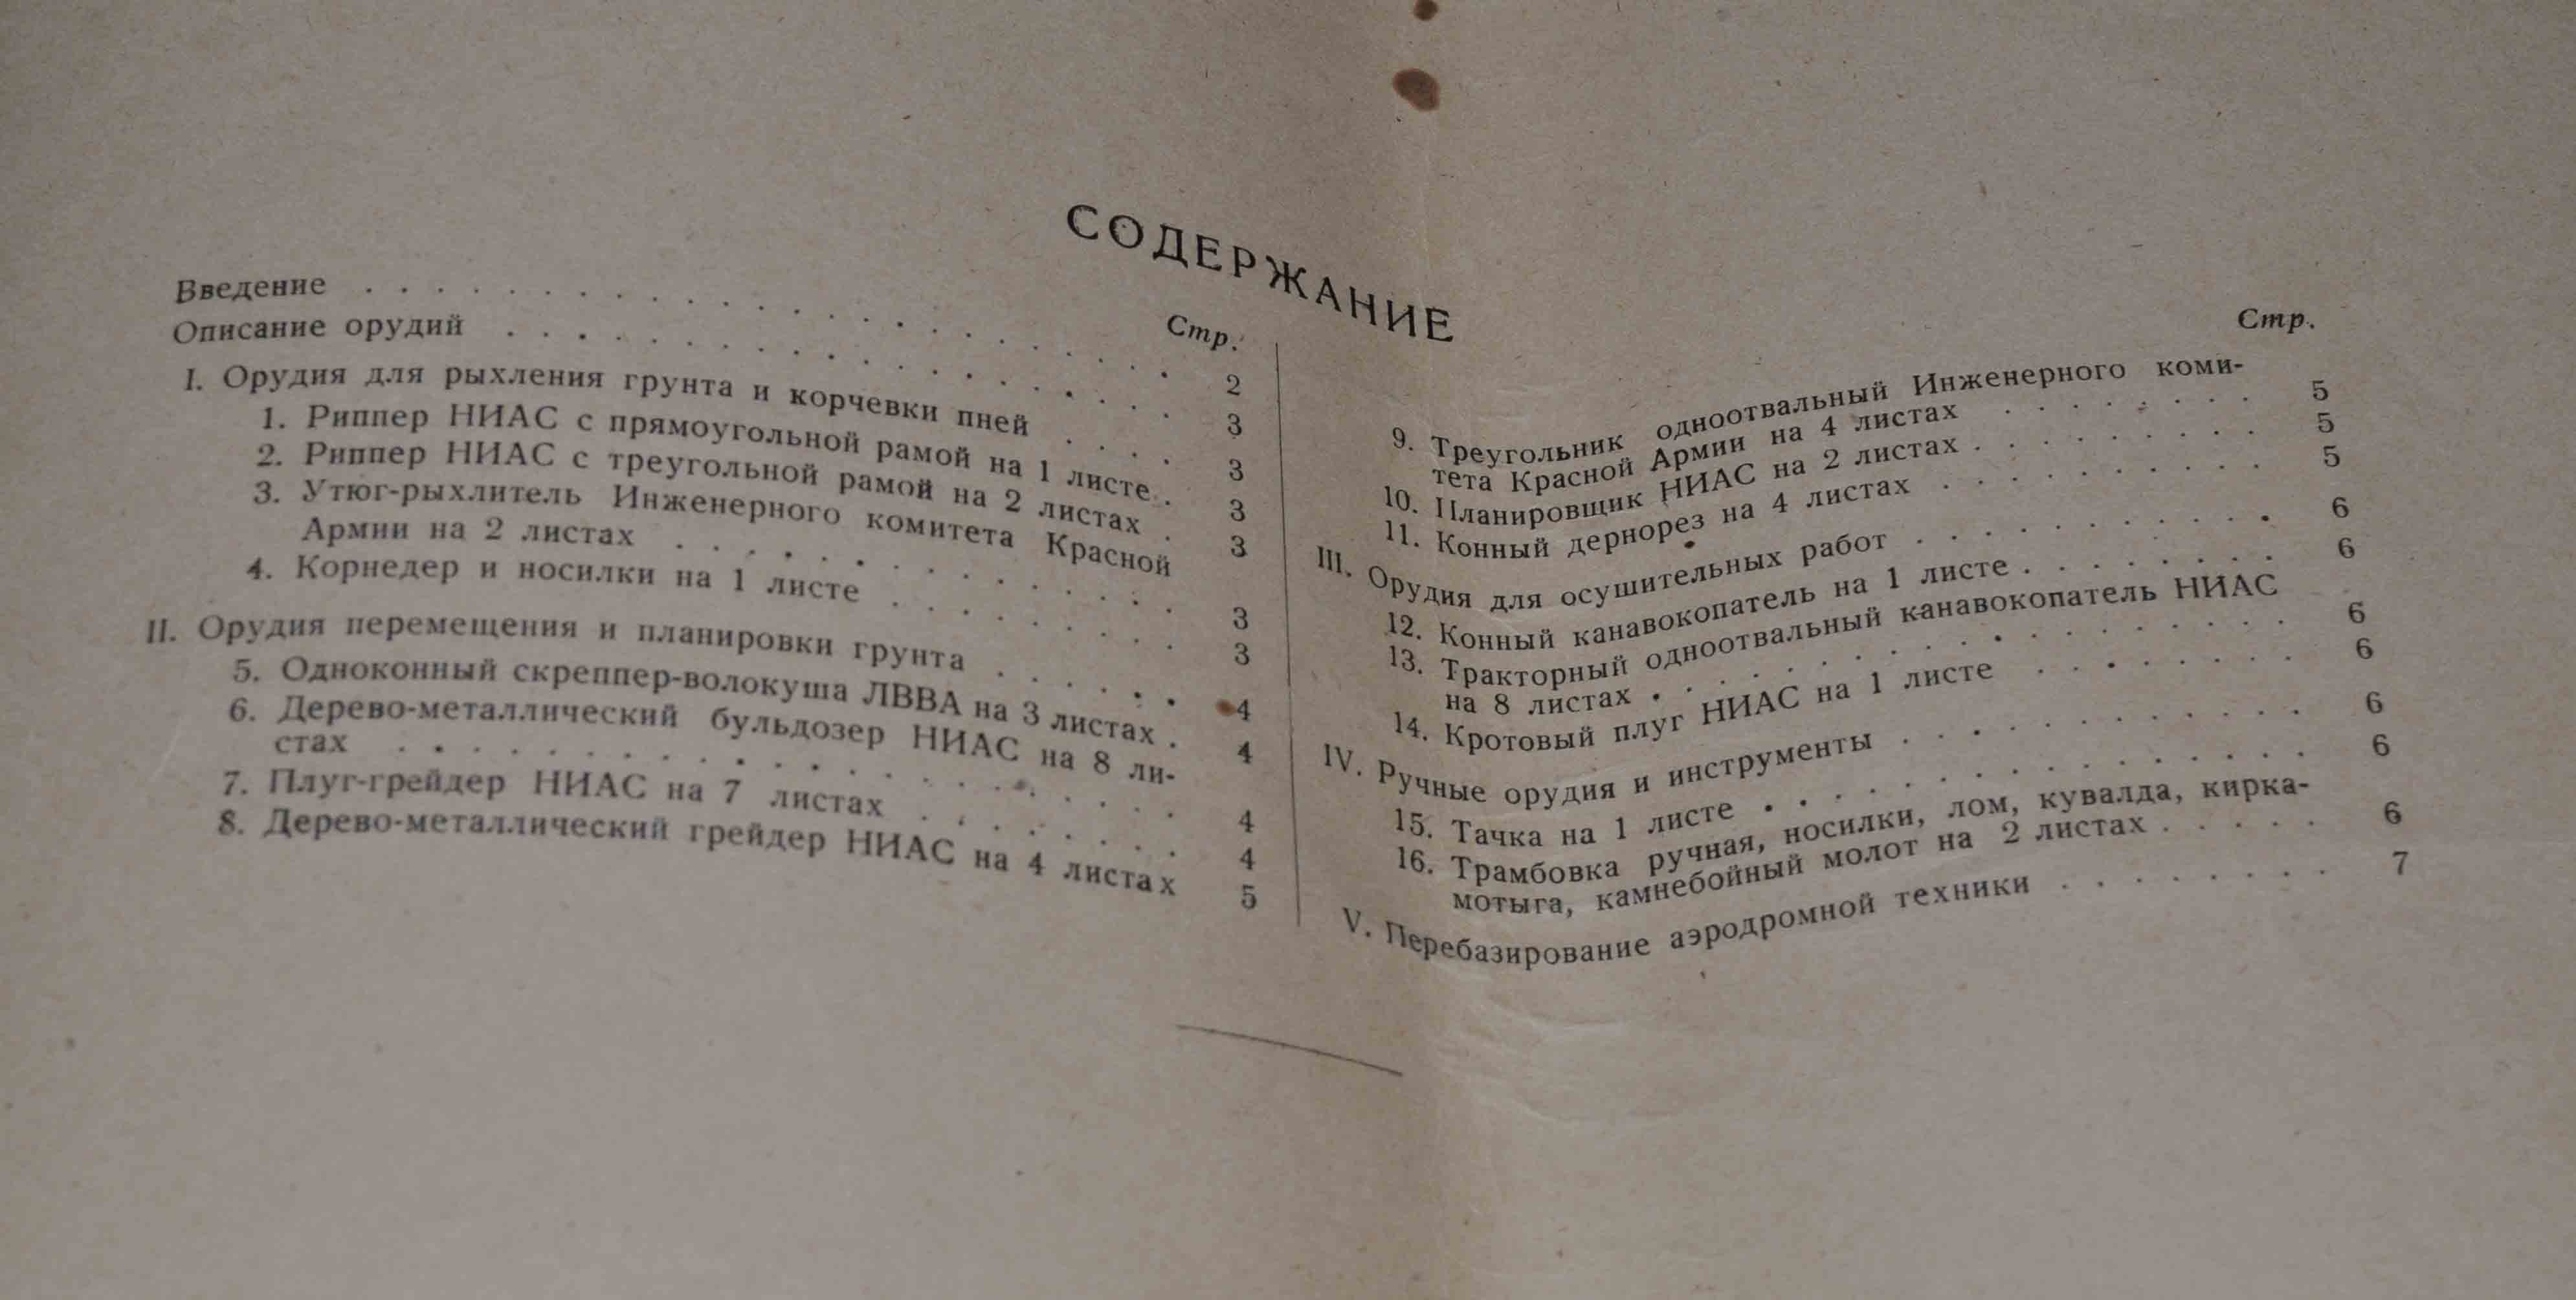 СОДЕРЖАНИЕ
Стр.
Введение . . . . . . . . . . . . . . . . . . . . . . . 2
Описание орудий . . . . . . . . . . . . . . . . . . . 3
I. Орудия для рыхления грунта и корчевки пней . . . . 3
1. Риппер НИАС с прямоугольной рамой на 1 листе . . 3
2. Риппер НИАС с треугольной рамой на 2 листах . 3
3. Утюг-рыхлитель Инженерного комитета Красной
Армии на 2 листах . . . . . . . . . . . . . . 3
4. Корнедер и носилки на 1 листе . . . . . . . . 3
II. Орудия перемещения и планировки грунта . . . . . . 4
5. Одноконный скреппер-волокуша ЛВВА на 3 листах . 4
6. Дерево-металлический бульдозер НИАС на 8 ли-
стах . . . . . . . . . . . . . . . . . . . . . . 4
7. Плуг-грейдер НИАС на 7 листах . . . . . . . . 4
8. Дерево-металлический грейдер НИАС на 4 листах 5
Стр.
9. Треугольник одноотвальный Инженерного коми-
тета Красной Армии на 4 листах . . . . . . . . 5
10. Планировщик НИАС на 2 листах . . . . . . . . . 5
11. Конный дернорез на 4 листах . . . . . . . . . . 5
III. Орудия для осушительных работ . . . . . . . . . . 6
12. Конный канавокопатель на 1 листе . . . . . . . . 6
13. Тракторный одноотвальный канавокопатель НИАС
на 8 листах . . . . . . . . . . . . . . . . . . 6
14. Кротовый плуг НИАС на 1 листе . . . . . . . . 6
IV. Ручные орудия и инструменты . . . . . . . . . . . 6
15. Тачка на 1 листе . . . . . . . . . . . . . . . 6
16. Трамбовка ручная, носилки, лом, кувалда, кирка-
мотыга, камнебойный молот на 2 листах . . . . . 6
V. Перебазирование аэродромной техники . . . . . . . . 7